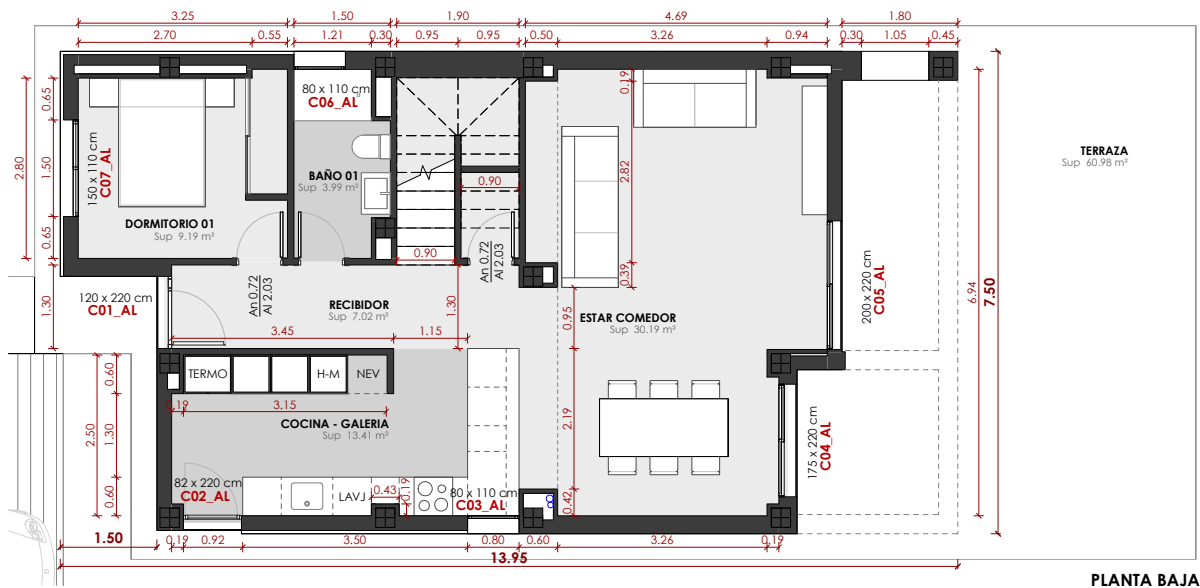 3.25 1.50 1.90 4.69 1.80
2.70 0.55 1.21 0.30 0.95 0.95 0.50 3.26 0.94 0.30 1.05 0.45
80 x 110 cm
C06_AL
0.65
1.50
0.65
2.80
150 x 110 cm
C07_AL
BAÑO 01
Sup 3.99 m²
DORMITORIO 01
Sup 9.19 m²
0.90
0.90
An 0.72
Al 2.03
An 0.72
Al 2.03
0.19
2.82
0.39
TERRAZA
Sup 60.98 m²
200 x 220 cm
C05_AL
6.94
7.50
120 x 220 cm
C01_AL
1.30
RECIBIDOR
Sup 7.02 m²
1.30
3.45 1.15
ESTAR COMEDOR
Sup 30.19 m²
0.95
TERMO H-M NEV
0.60
1.30
0.60
2.50
0.19 3.15
COCINA - GALERIA
Sup 13.41 m²
2.19
0.42
175 x 220 cm
C04_AL
82 x 220 cm
C02_AL
LAVJ
0.43
0.19
80 x 110 cm
C03_AL
1.50 0.19 0.92 3.50 0.80 0.60 3.26 0.19
13.95
PLANTA BAJA